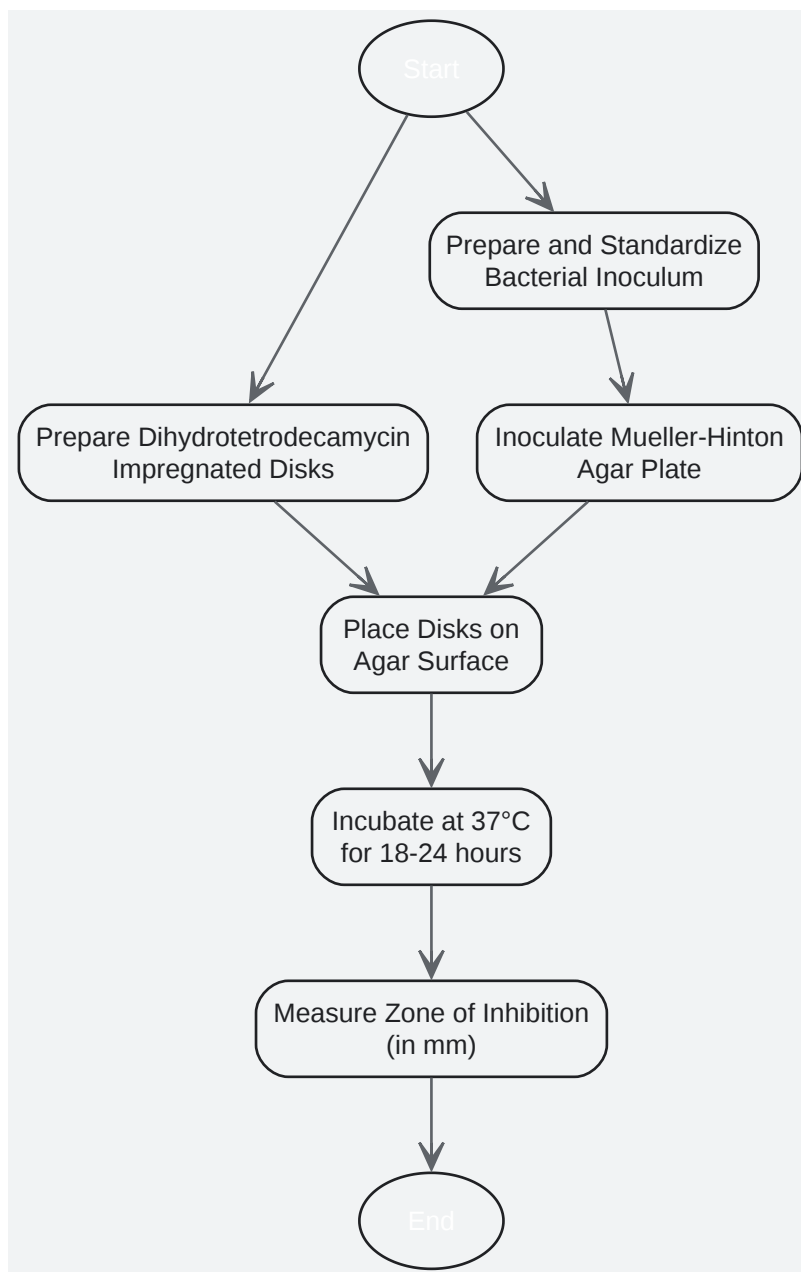 Start
Prepare and Standardize
Bacterial Inoculum
Prepare Dihydrotetrodecamycin
Impregnated Disks
Inoculate Mueller-Hinton
Agar Plate
Place Disks on
Agar Surface
Incubate at 37°C
for 18-24 hours
Measure Zone of Inhibition
(in mm)
End